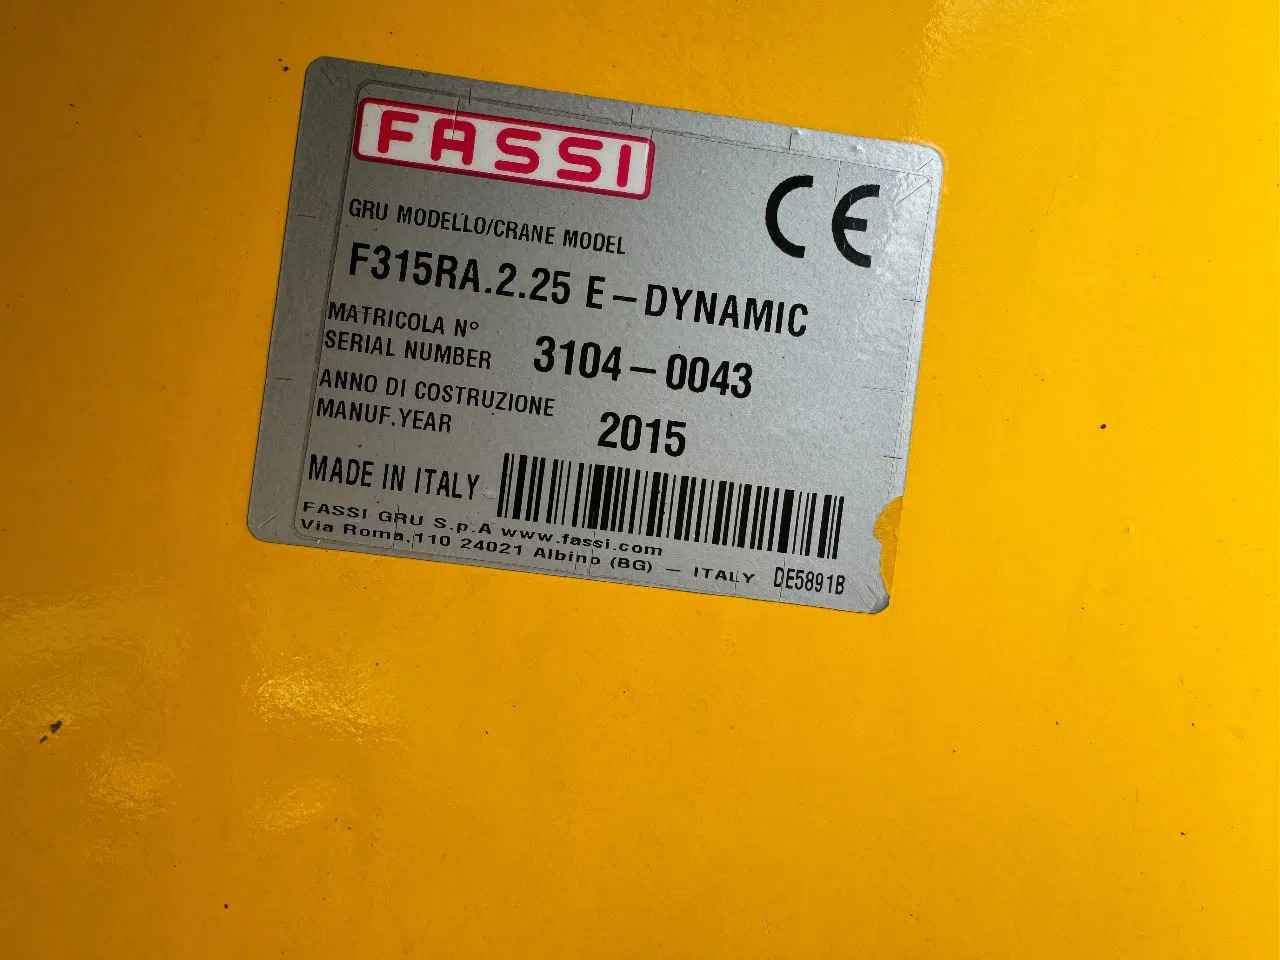 FASSI
CE
GRU MODELLO/CRANE MODEL
F315RA.2.25 E-DYNAMIC
MATRICOLA N°
SERIAL NUMBER 3104-0043
ANNO DI COSTRUZIONE
MANUF.YEAR 2015
MADE IN ITALY
FASSI GRU S.p.A www.fassi.com
Via Roma,110 24021 Albino (BG) - ITALY DE5891B